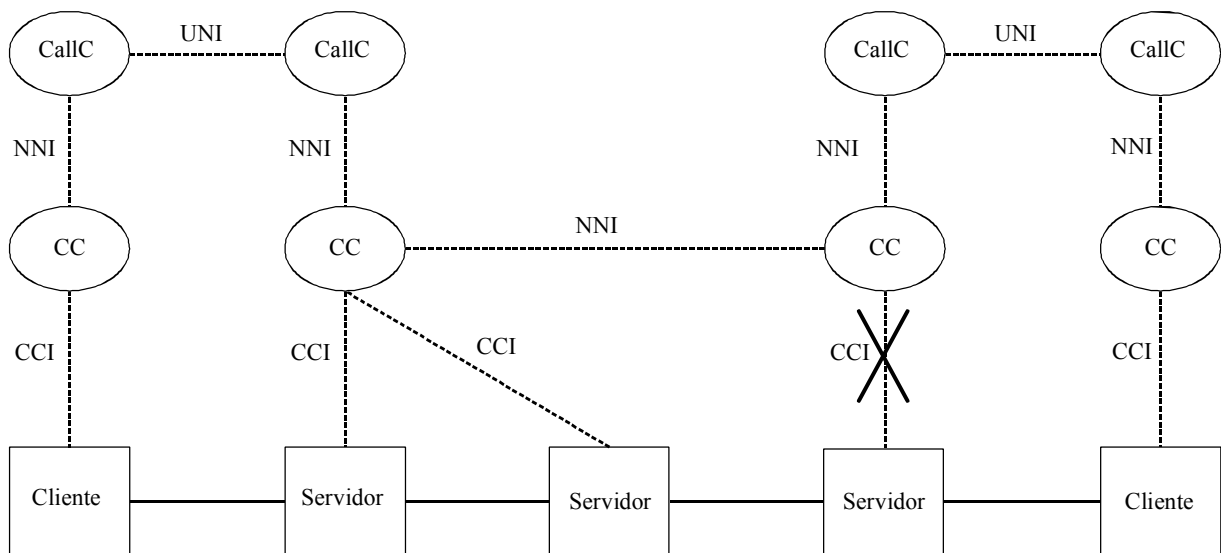 UNI
UNI
CallC
CallC
CallC
CallC
NNI
NNI
NNI
NNI
NNI
CC
CC
CC
CC
CCI
CCI
CCI
CCI
CCI
Cliente
Servidor
Servidor
Servidor
Cliente